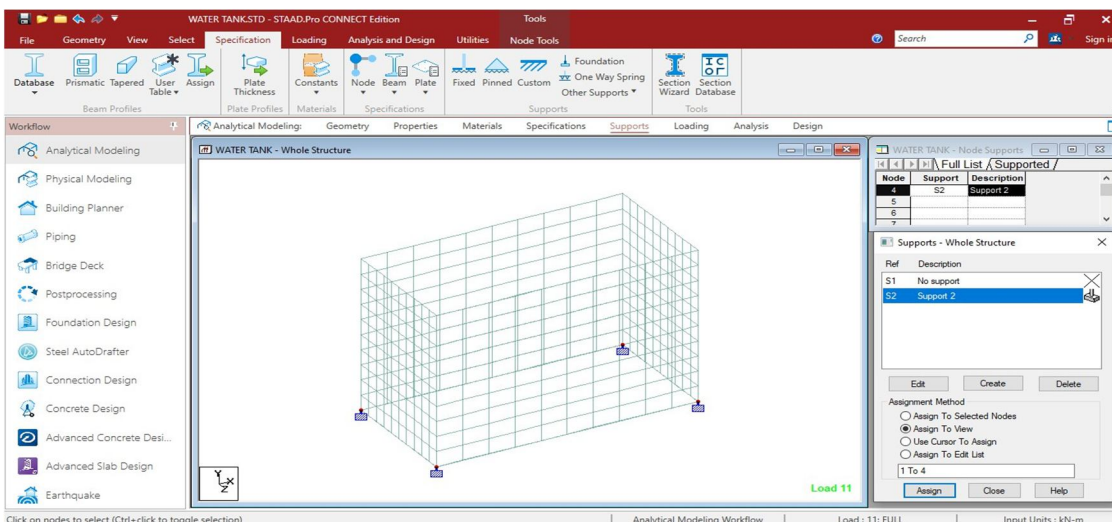 WATER TANK.STD - STAAD.Pro CONNECT Edition
Tools
File Geometry View Select Specification Loading Analysis and Design Utilities Node Tools Search Sign in
Database Prismatic Tapered User Table Assign
Beam Profiles
Plate Thickness
Plate Profiles
Constants
Materials
Node Beam Plate
Specifications
Fixed Pinned Custom
Foundation
One Way Spring
Other Supports
Supports
Section Wizard Section Database
Tools
Workflow
Analytical Modeling: Geometry Properties Materials Specifications Supports Loading Analysis Design
Analytical Modeling
Physical Modeling
Building Planner
Piping
Bridge Deck
Postprocessing
Foundation Design
Steel AutoDrafter
Connection Design
Concrete Design
Advanced Concrete Desi...
Advanced Slab Design
Earthquake
WATER TANK - Whole Structure
Y
X
Z
Load 11
WATER TANK - Node Supports
Full List Supported
Node Support Description
4 S2 Support 2
5
6
7
Supports - Whole Structure
Ref Description
S1 No support
S2 Support 2
Edit Create Delete
Assignment Method
Assign To Selected Nodes
Assign To View
Use Cursor To Assign
Assign To Edit List
1 To 4
Assign Close Help
Click on nodes to select (Ctrl+click to toggle selection)
Analytical Modeling Workflow
Load : 11: FULL
Input Units : kN-m